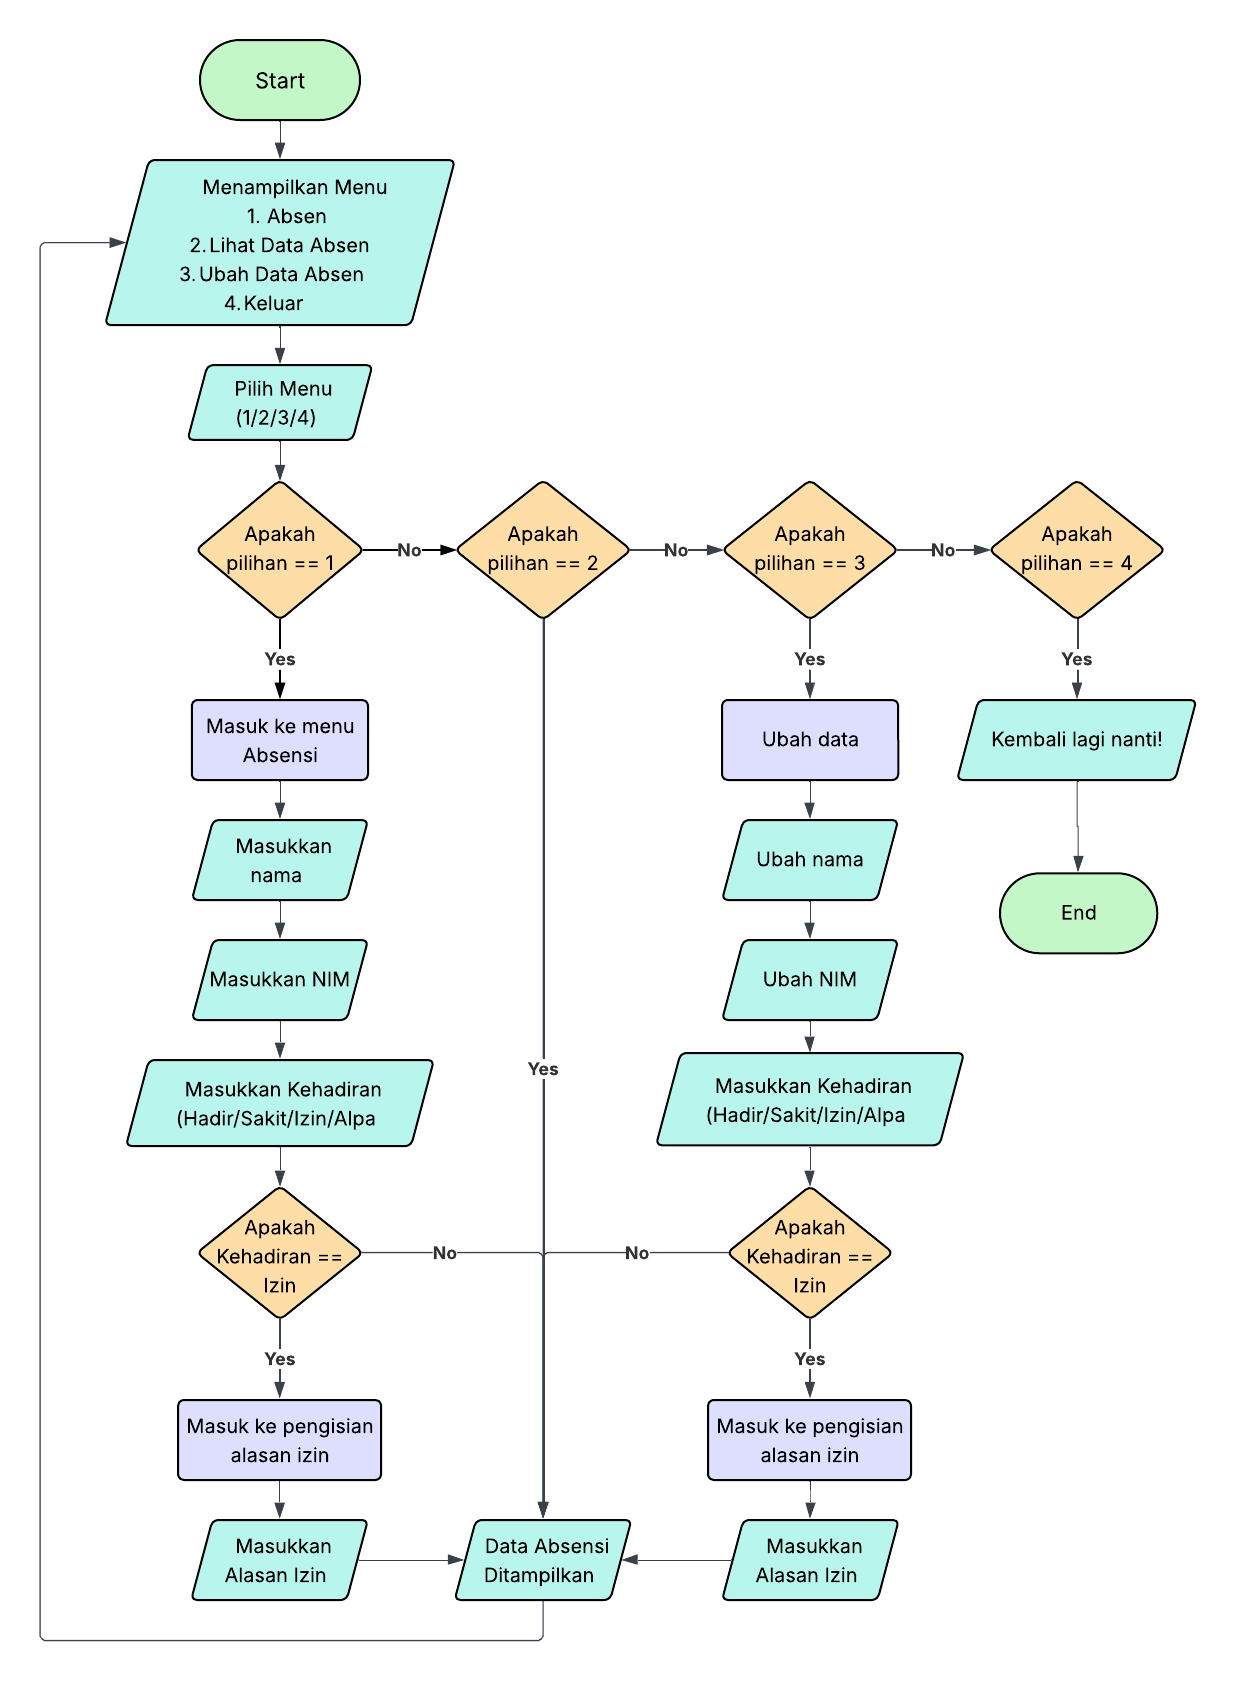 Start
Menampilkan Menu
1. Absen
2. Lihat Data Absen
3. Ubah Data Absen
4. Keluar
Pilih Menu
(1/2/3/4)
Apakah
pilihan == 1
No
Apakah
pilihan == 2
No
Apakah
pilihan == 3
No
Apakah
pilihan == 4
Yes
Yes
Yes
Masuk ke menu
Absensi
Ubah data
Kembali lagi nanti!
Masukkan
nama
Ubah nama
End
Masukkan NIM
Ubah NIM
Yes
Masukkan Kehadiran
(Hadir/Sakit/Izin/Alpa
Masukkan Kehadiran
(Hadir/Sakit/Izin/Alpa
Apakah
Kehadiran ==
Izin
No
No
Apakah
Kehadiran ==
Izin
Yes
Yes
Masuk ke pengisian
alasan izin
Masuk ke pengisian
alasan izin
Masukkan
Alasan Izin
Data Absensi
Ditampilkan
Masukkan
Alasan Izin